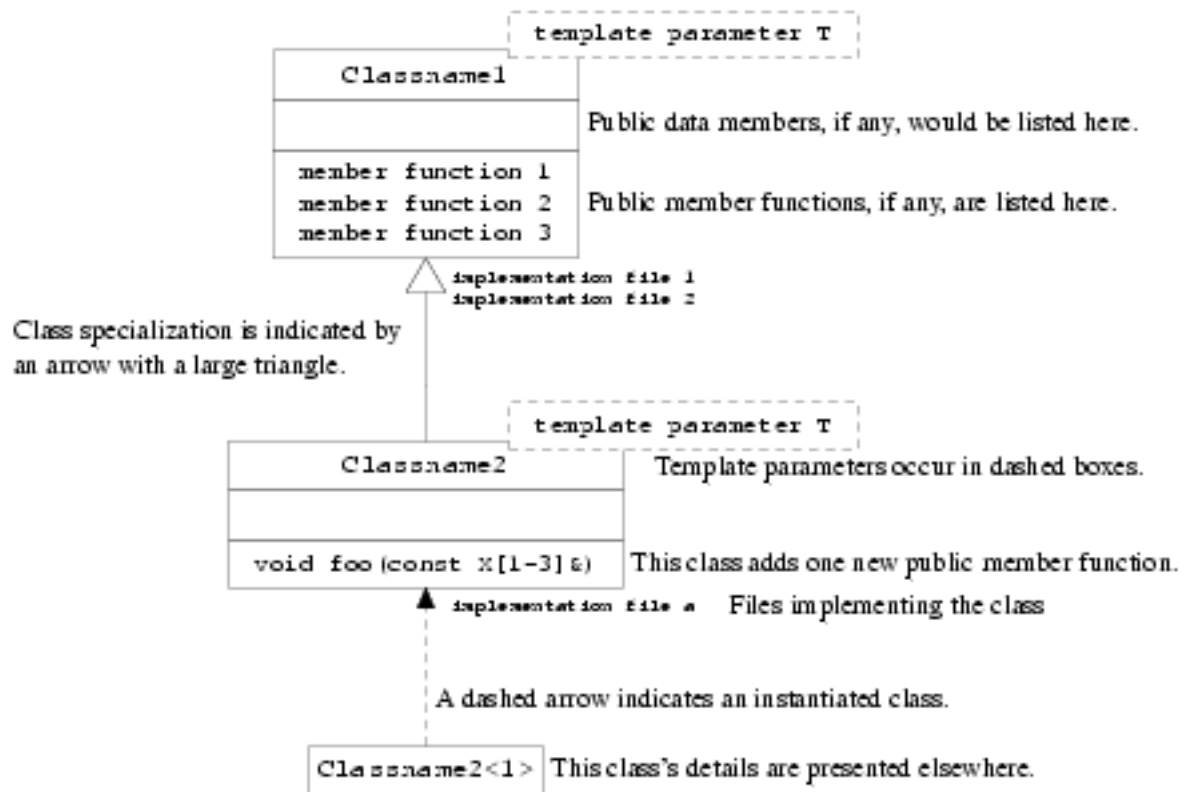 template parameter T
Classname1
Public data members, if any, would be listed here.
member function 1
member function 2
member function 3
Public member functions, if any, are listed here.
implementation file 1
implementation file 2
Class specialization is indicated by
an arrow with a large triangle.
template parameter T
Classname2
Template parameters occur in dashed boxes.
void foo(const X[1-3]&)
This class adds one new public member function.
implementation file a
Files implementing the class
A dashed arrow indicates an instantiated class.
Classname2<1>
This class's details are presented elsewhere.